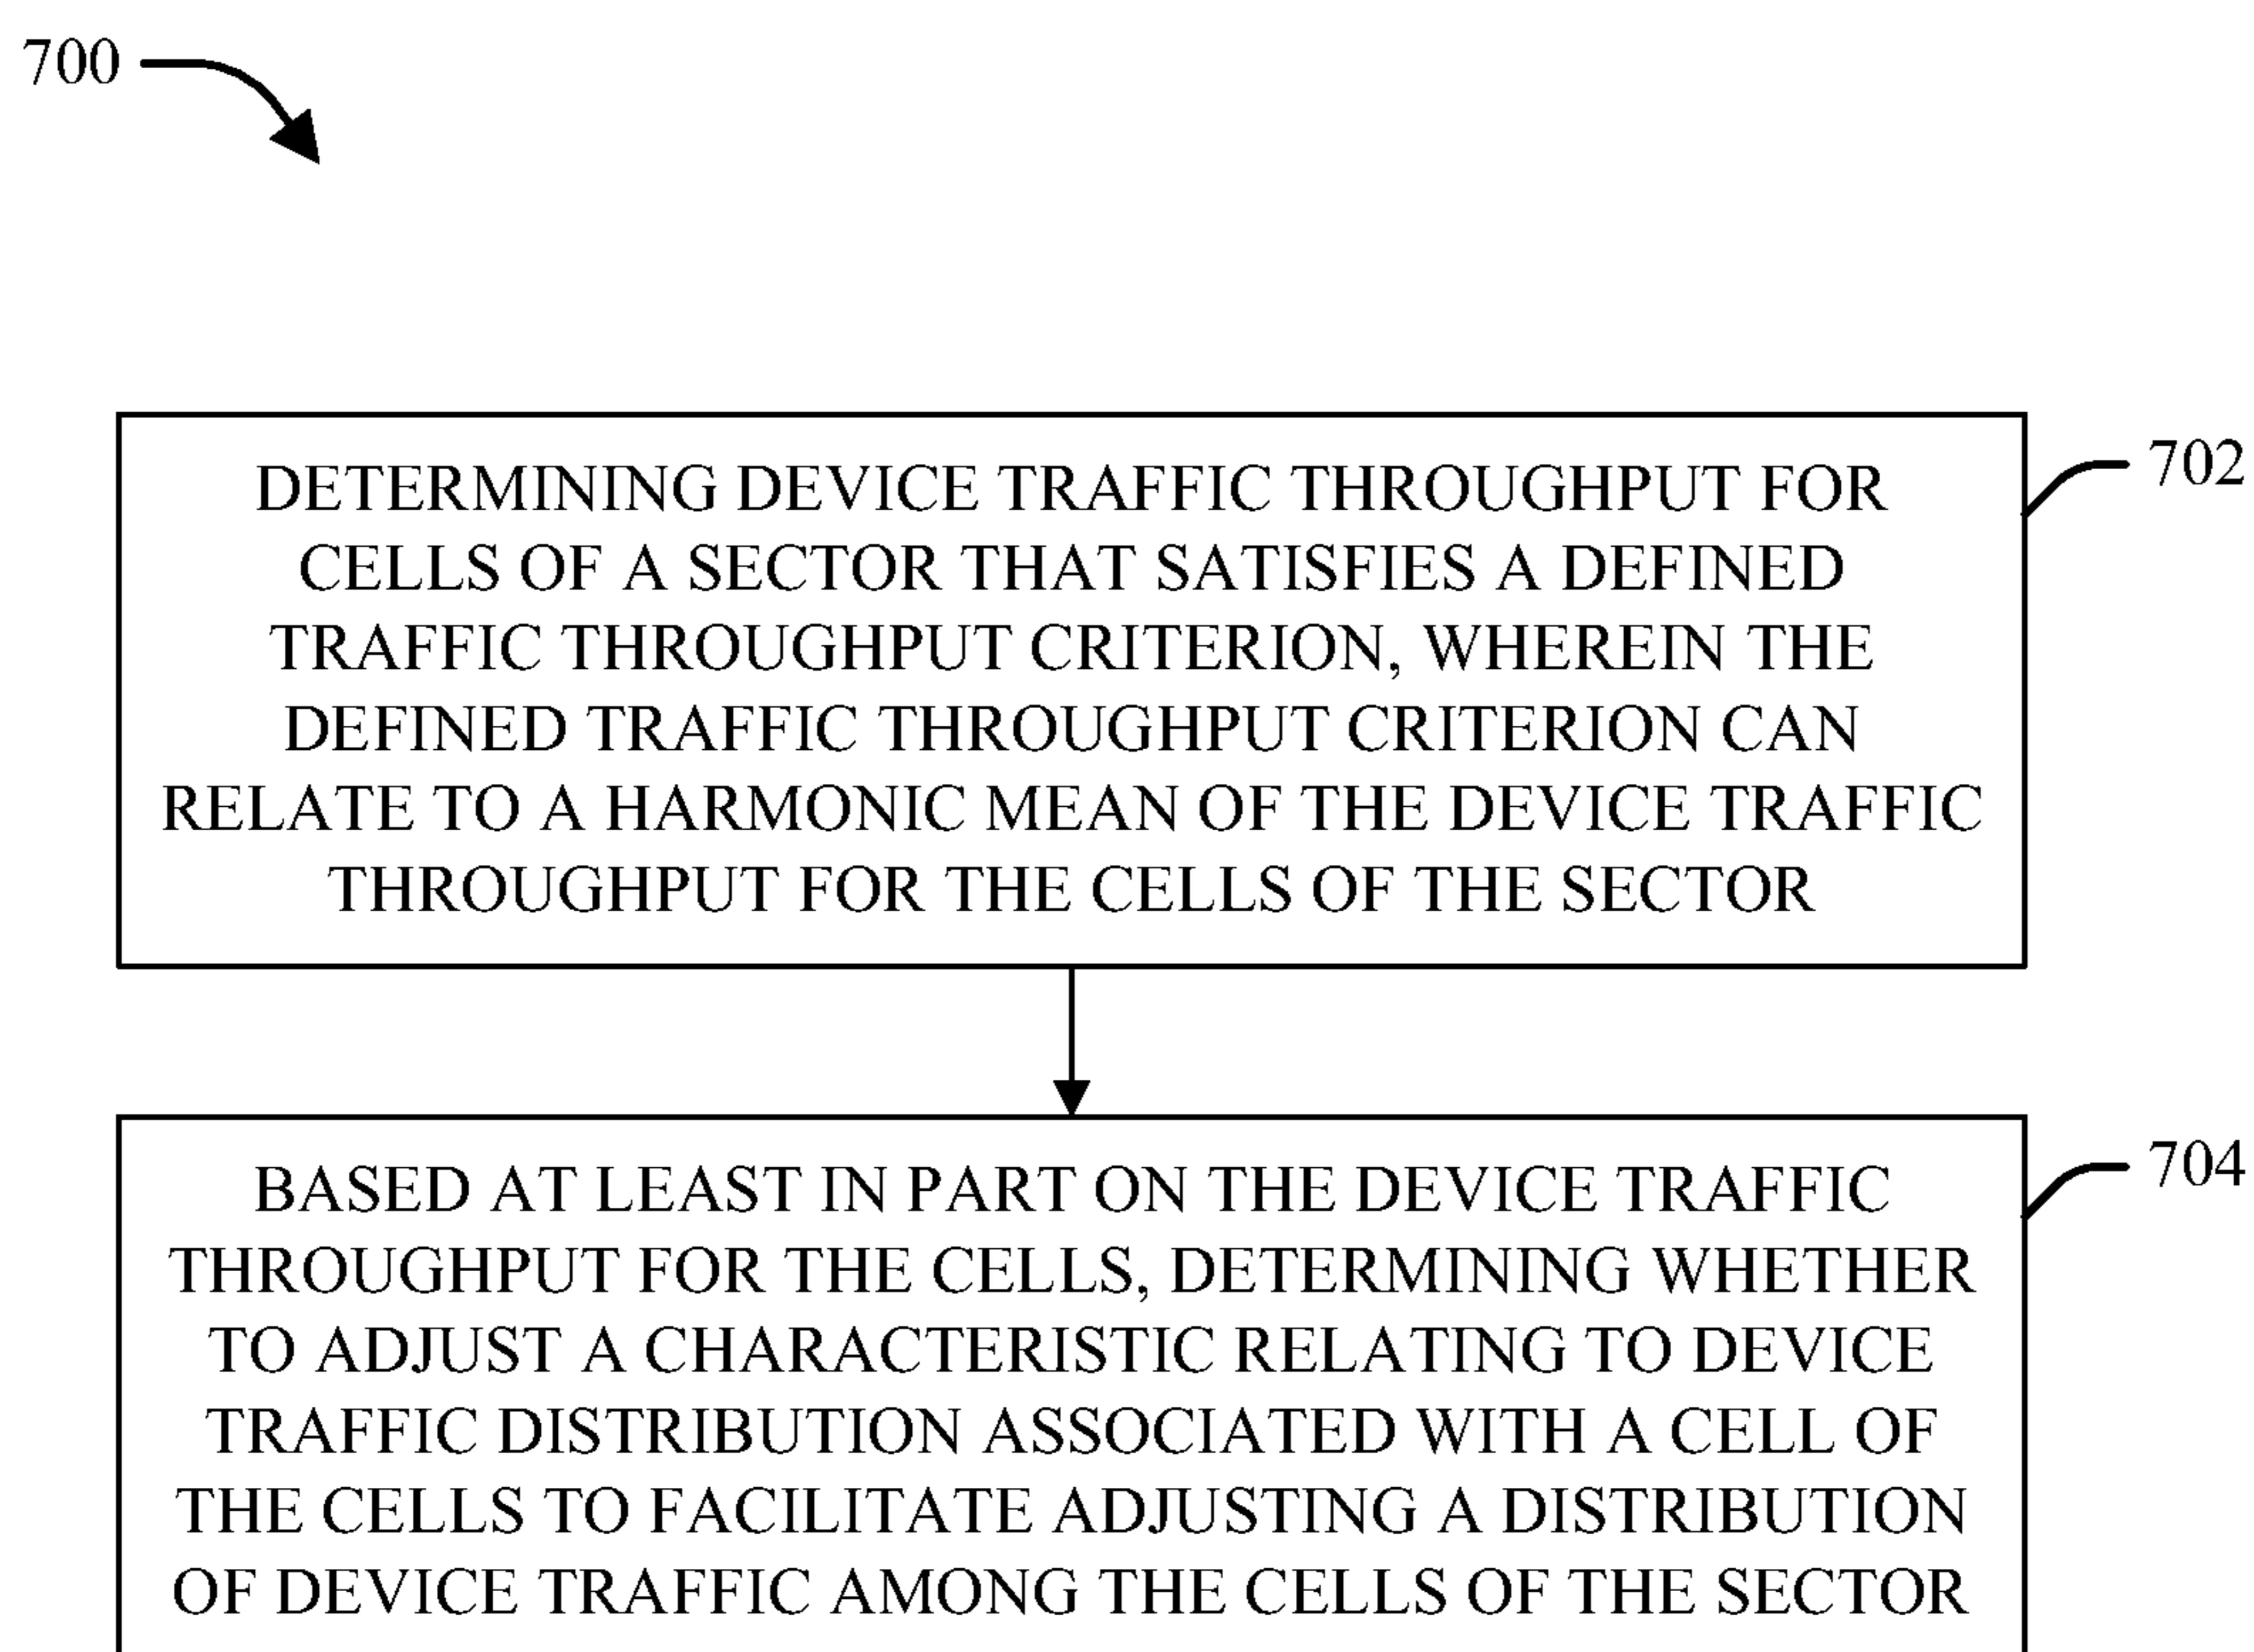 700
DETERMINING DEVICE TRAFFIC THROUGHPUT FOR
CELLS OF A SECTOR THAT SATISFIES A DEFINED
TRAFFIC THROUGHPUT CRITERION, WHEREIN THE
DEFINED TRAFFIC THROUGHPUT CRITERION CAN
RELATE TO A HARMONIC MEAN OF THE DEVICE TRAFFIC
THROUGHPUT FOR THE CELLS OF THE SECTOR
702
BASED AT LEAST IN PART ON THE DEVICE TRAFFIC
THROUGHPUT FOR THE CELLS, DETERMINING WHETHER
TO ADJUST A CHARACTERISTIC RELATING TO DEVICE
TRAFFIC DISTRIBUTION ASSOCIATED WITH A CELL OF
THE CELLS TO FACILITATE ADJUSTING A DISTRIBUTION
OF DEVICE TRAFFIC AMONG THE CELLS OF THE SECTOR
704